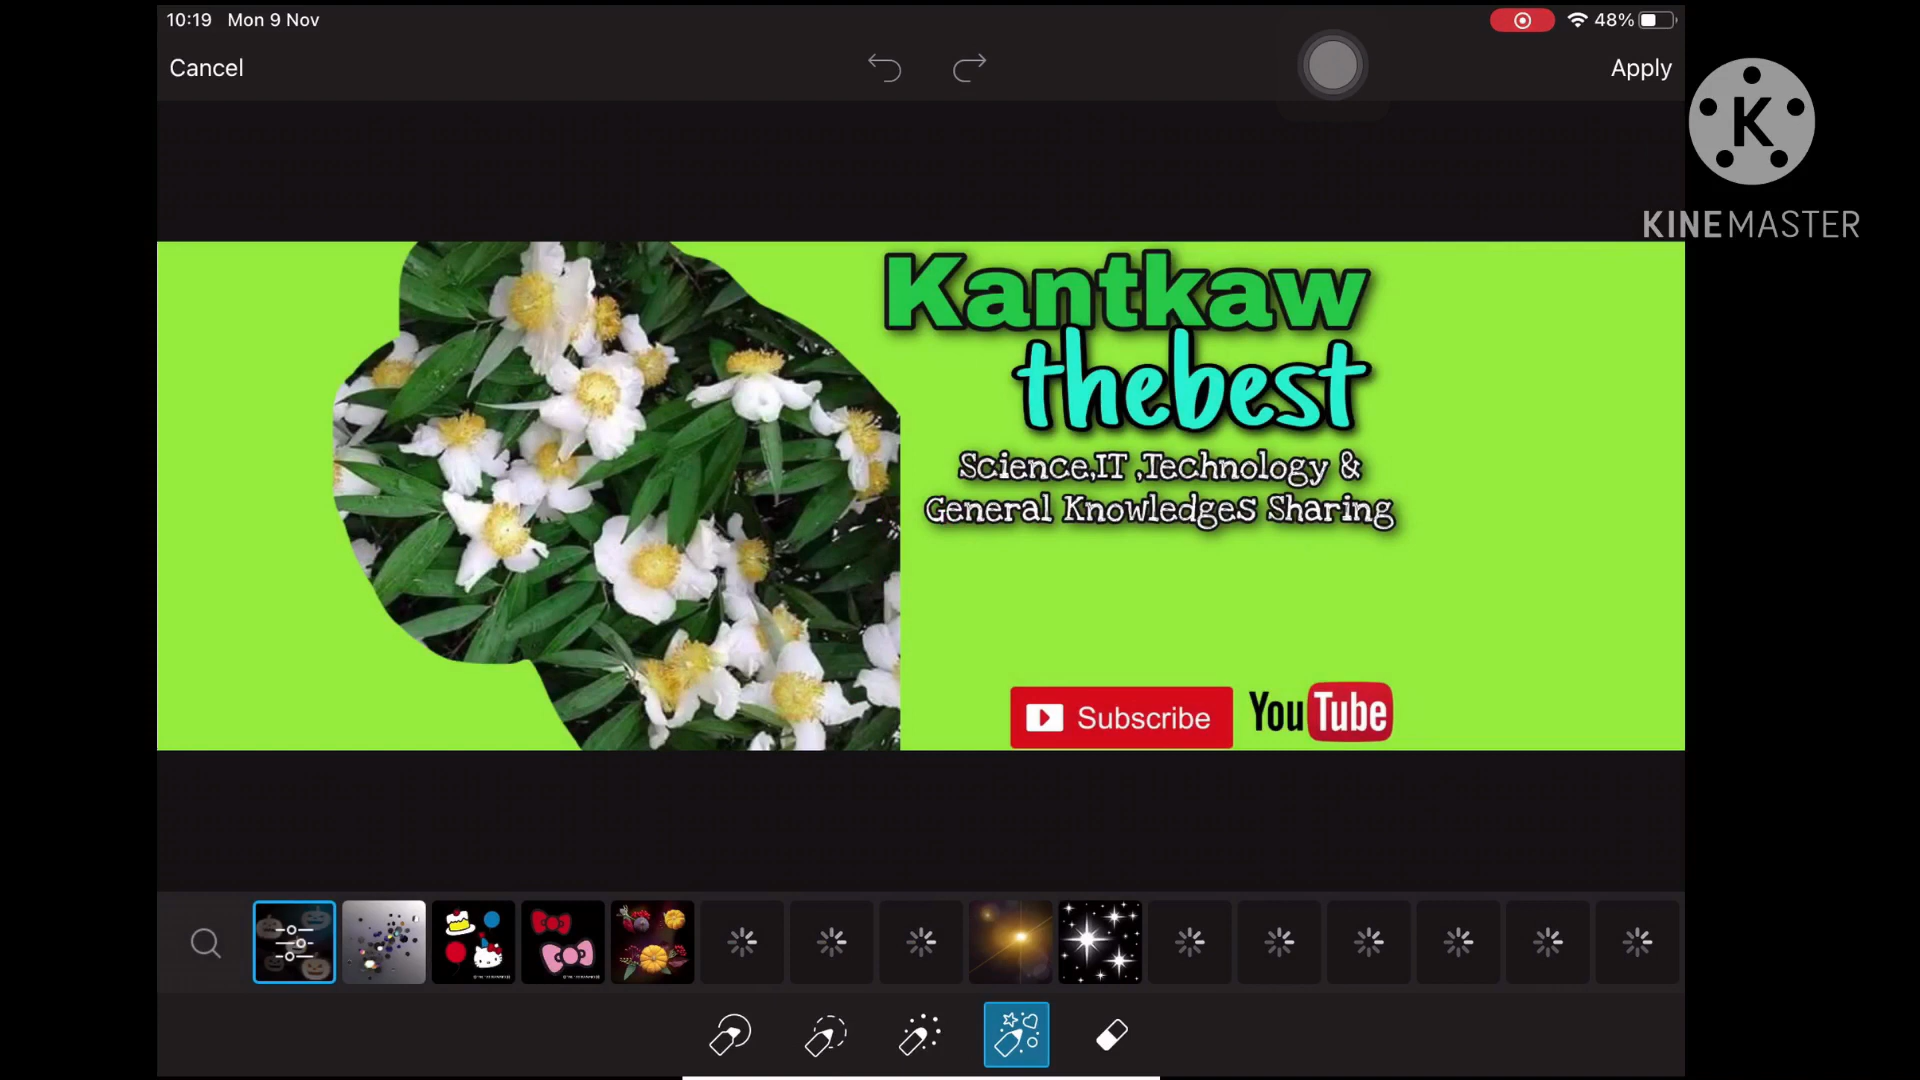 10:19 Mon 9 Nov
48%
Cancel
Apply
K
KINEMASTER
Kantkaw
thebest
Science,IT ,Technology &
General Knowledges Sharing
Subscribe
YouTube